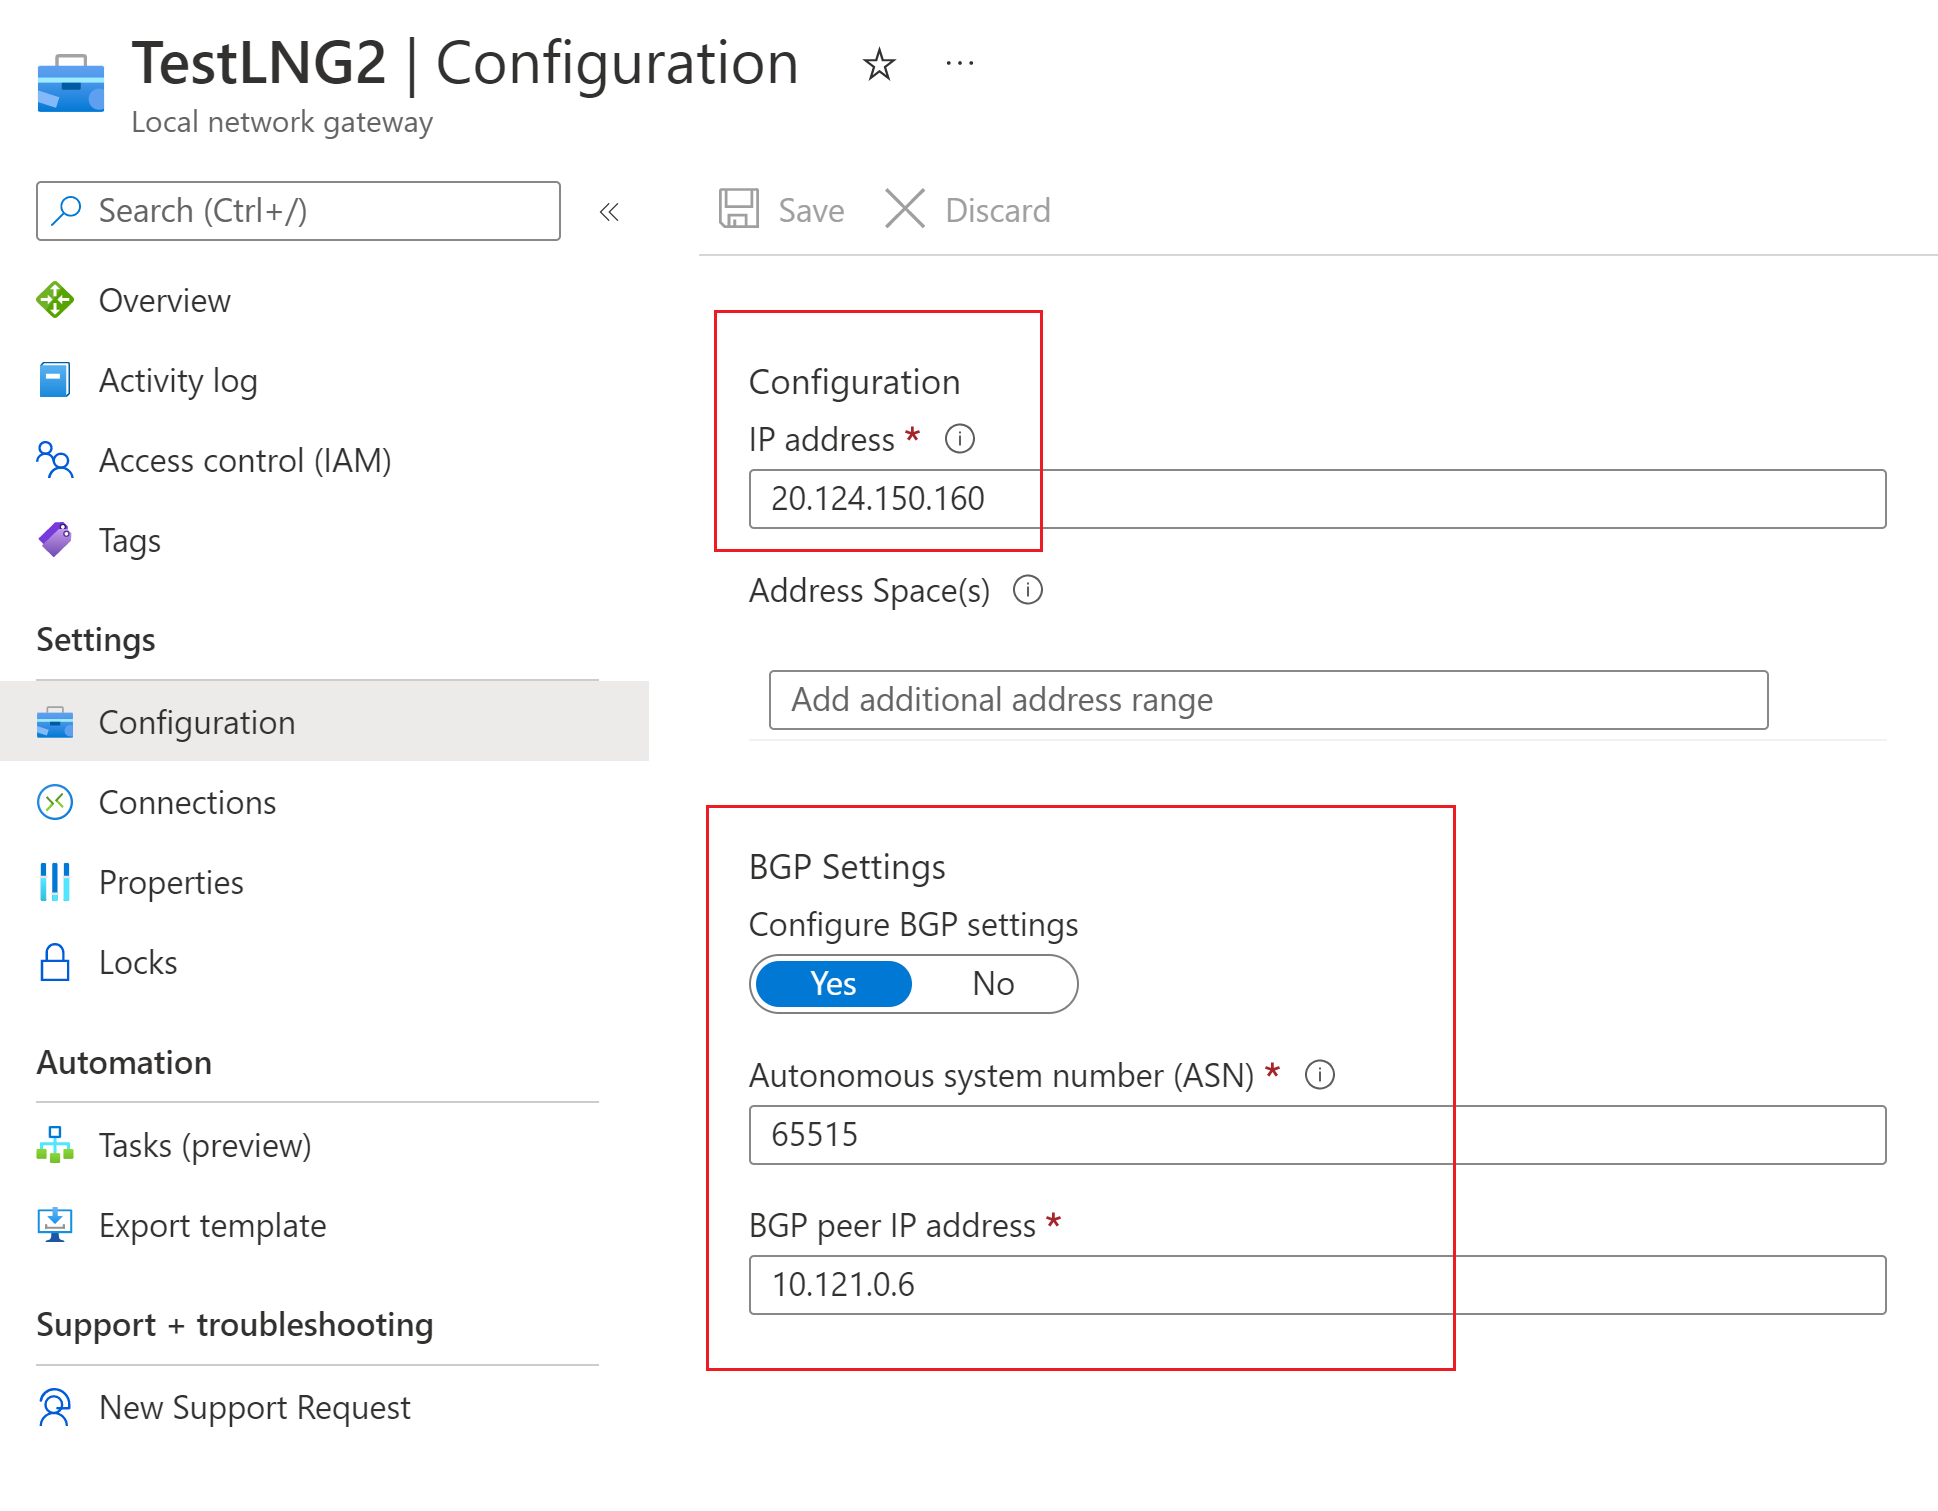 TestLNG2 | Configuration
Local network gateway
Search (Ctrl+/)
Overview
Activity log
Access control (IAM)
Tags
Settings
Configuration
Connections
Properties
Locks
Automation
Tasks (preview)
Export template
Support + troubleshooting
New Support Request
Save Discard
Configuration
IP address *
20.124.150.160
Address Space(s)
Add additional address range
BGP Settings
Configure BGP settings
Yes No
Autonomous system number (ASN) *
65515
BGP peer IP address *
10.121.0.6